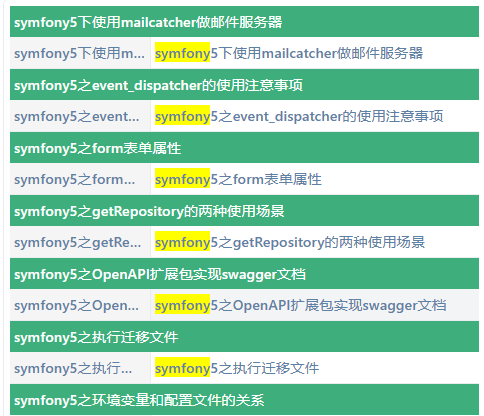 symfony5下使用mailcatcher做邮件服务器
symfony5下使用m... symfony5下使用mailcatcher做邮件服务器
symfony5之event_dispatcher的使用注意事项
symfony5之event... symfony5之event_dispatcher的使用注意事项
symfony5之form表单属性
symfony5之form... symfony5之form表单属性
symfony5之getRepository的两种使用场景
symfony5之getRe... symfony5之getRepository的两种使用场景
symfony5之OpenAPI扩展包实现swagger文档
symfony5之Open... symfony5之OpenAPI扩展包实现swagger文档
symfony5之执行迁移文件
symfony5之执行... symfony5之执行迁移文件
symfony5之环境变量和配置文件的关系